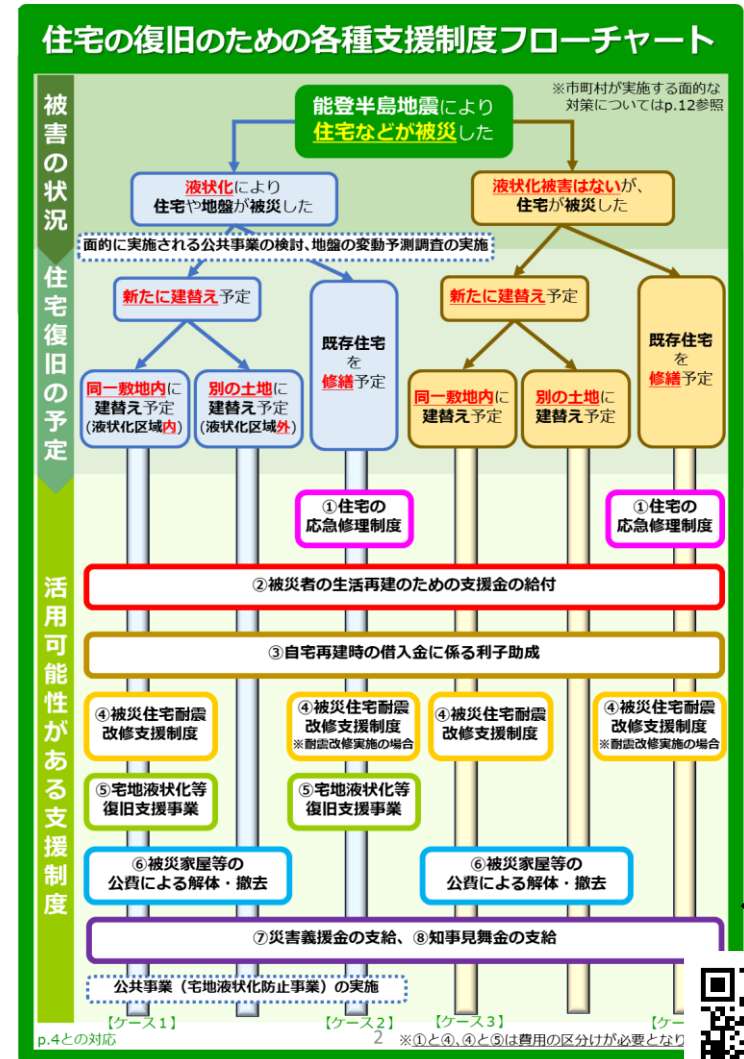 住宅の復旧のための各種支援制度フローチャート
被害の状況
能登半島地震により
住宅などが被災した
※市町村が実施する面的な
対策についてはp.12参照
液状化により
住宅や地盤が被災した
液状化被害はないが、
住宅が被災した
面的に実施される公共事業の検討、地盤の変動予測調査の実施
住宅復旧の予定
新たに建替え予定
既存住宅
を
修繕予定
新たに建替え予定
既存住宅
を
修繕予定
同一敷地内に
建替え予定
(液状化区域内)
別の土地に
建替え予定
(液状化区域外)
同一敷地内に
建替え予定
別の土地に
建替え予定
活用可能性がある支援制度
①住宅の
応急修理制度
①住宅の
応急修理制度
②被災者の生活再建のための支援金の給付
③自宅再建時の借入金に係る利子助成
④被災住宅耐震
改修支援制度
④被災住宅耐震
改修支援制度
※耐震改修実施の場合
④被災住宅耐震
改修支援制度
④被災住宅耐震
改修支援制度
※耐震改修実施の場合
⑤宅地液状化等
復旧支援事業
⑤宅地液状化等
復旧支援事業
⑥被災家屋等の
公費による解体・撤去
⑥被災家屋等の
公費による解体・撤去
⑦災害義援金の支給、⑧知事見舞金の支給
公共事業（宅地液状化防止事業）の実施
【ケース１】
【ケース２】
【ケース３】
【ケー
p.4との対応
2
※①と④、④と⑤は費用の区分けが必要となり